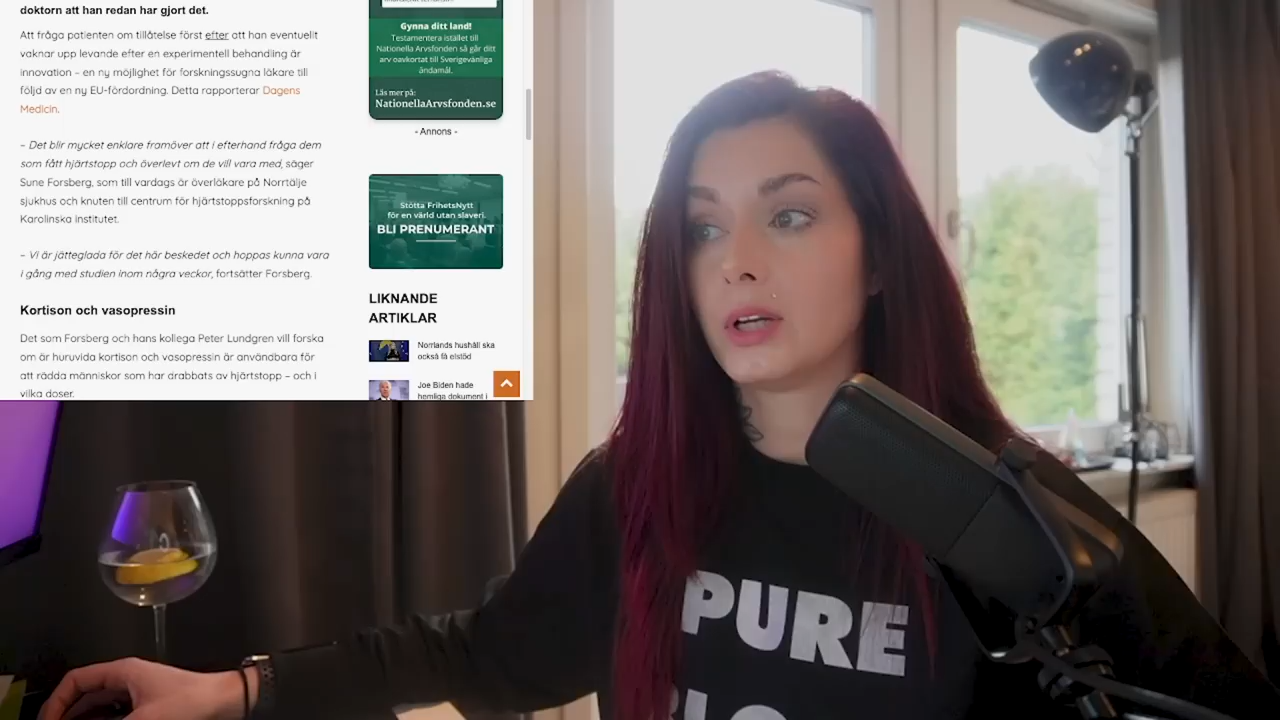 doktorn att han redan har gjort det.
Att fråga patienten om tillåtelse först efter att han eventuellt
vaknar upp levande efter en experimentell behandling är
innovation – en ny möjlighet för forskningssugna läkare till
följd av en ny EU-fördordning. Detta rapporterar Dagens
Medicin.
– Det blir mycket enklare framöver att i efterhand fråga dem
som fått hjärtstopp och överlevt om de vill vara med, säger
Sune Forsberg, som till vardags är överläkare på Norrtälje
sjukhus och knuten till centrum för hjärtstoppsforskning på
Karolinska institutet.
– Vi är jätteglada för det här beskedet och hoppas kunna vara
i gång med studien inom några veckor, fortsätter Forsberg.
Kortison och vasopressin
Det som Forsberg och hans kollega Peter Lundgren vill forska
om är huruvida kortison och vasopressin är användbara för
att rädda människor som har drabbats av hjärtstopp – och i
vilka doser.
Gynna ditt land!
Testamentera istället till
Nationella Arvsfonden så går ditt
arv oavkortat till Sverigevänliga
ändamål.
Läs mer på:
NationellaArvsfonden.se
- Annons -
Stötta FrihetsNytt
för en värld utan slaveri.
BLI PRENUMERANT
LIKNANDE
ARTIKLAR
Norrlands hushåll ska
också få elstöd
Joe Biden hade
hemliga dokument i
PURE